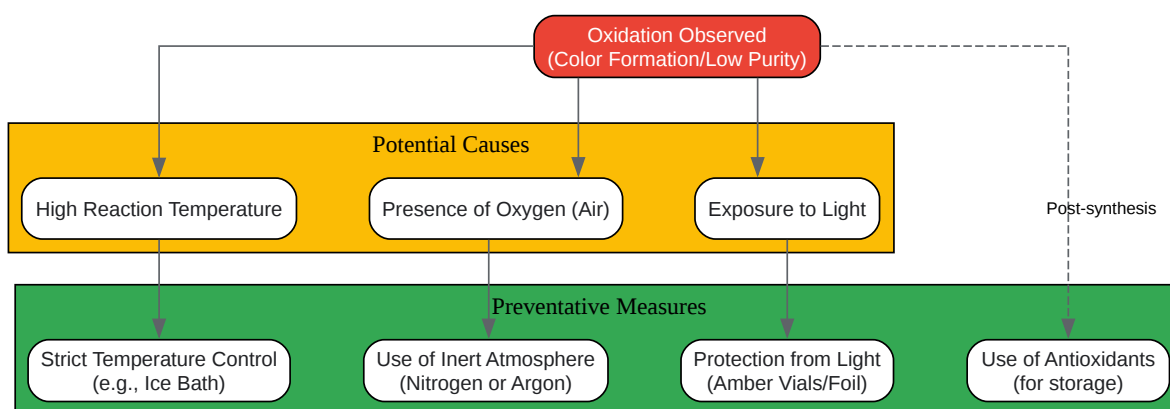 Oxidation Observed
(Color Formation/Low Purity)
Potential Causes
High Reaction Temperature
Presence of Oxygen (Air)
Exposure to Light
Post-synthesis
Preventative Measures
Strict Temperature Control
(e.g., Ice Bath)
Use of Inert Atmosphere
(Nitrogen or Argon)
Protection from Light
(Amber Vials/Foil)
Use of Antioxidants
(for storage)